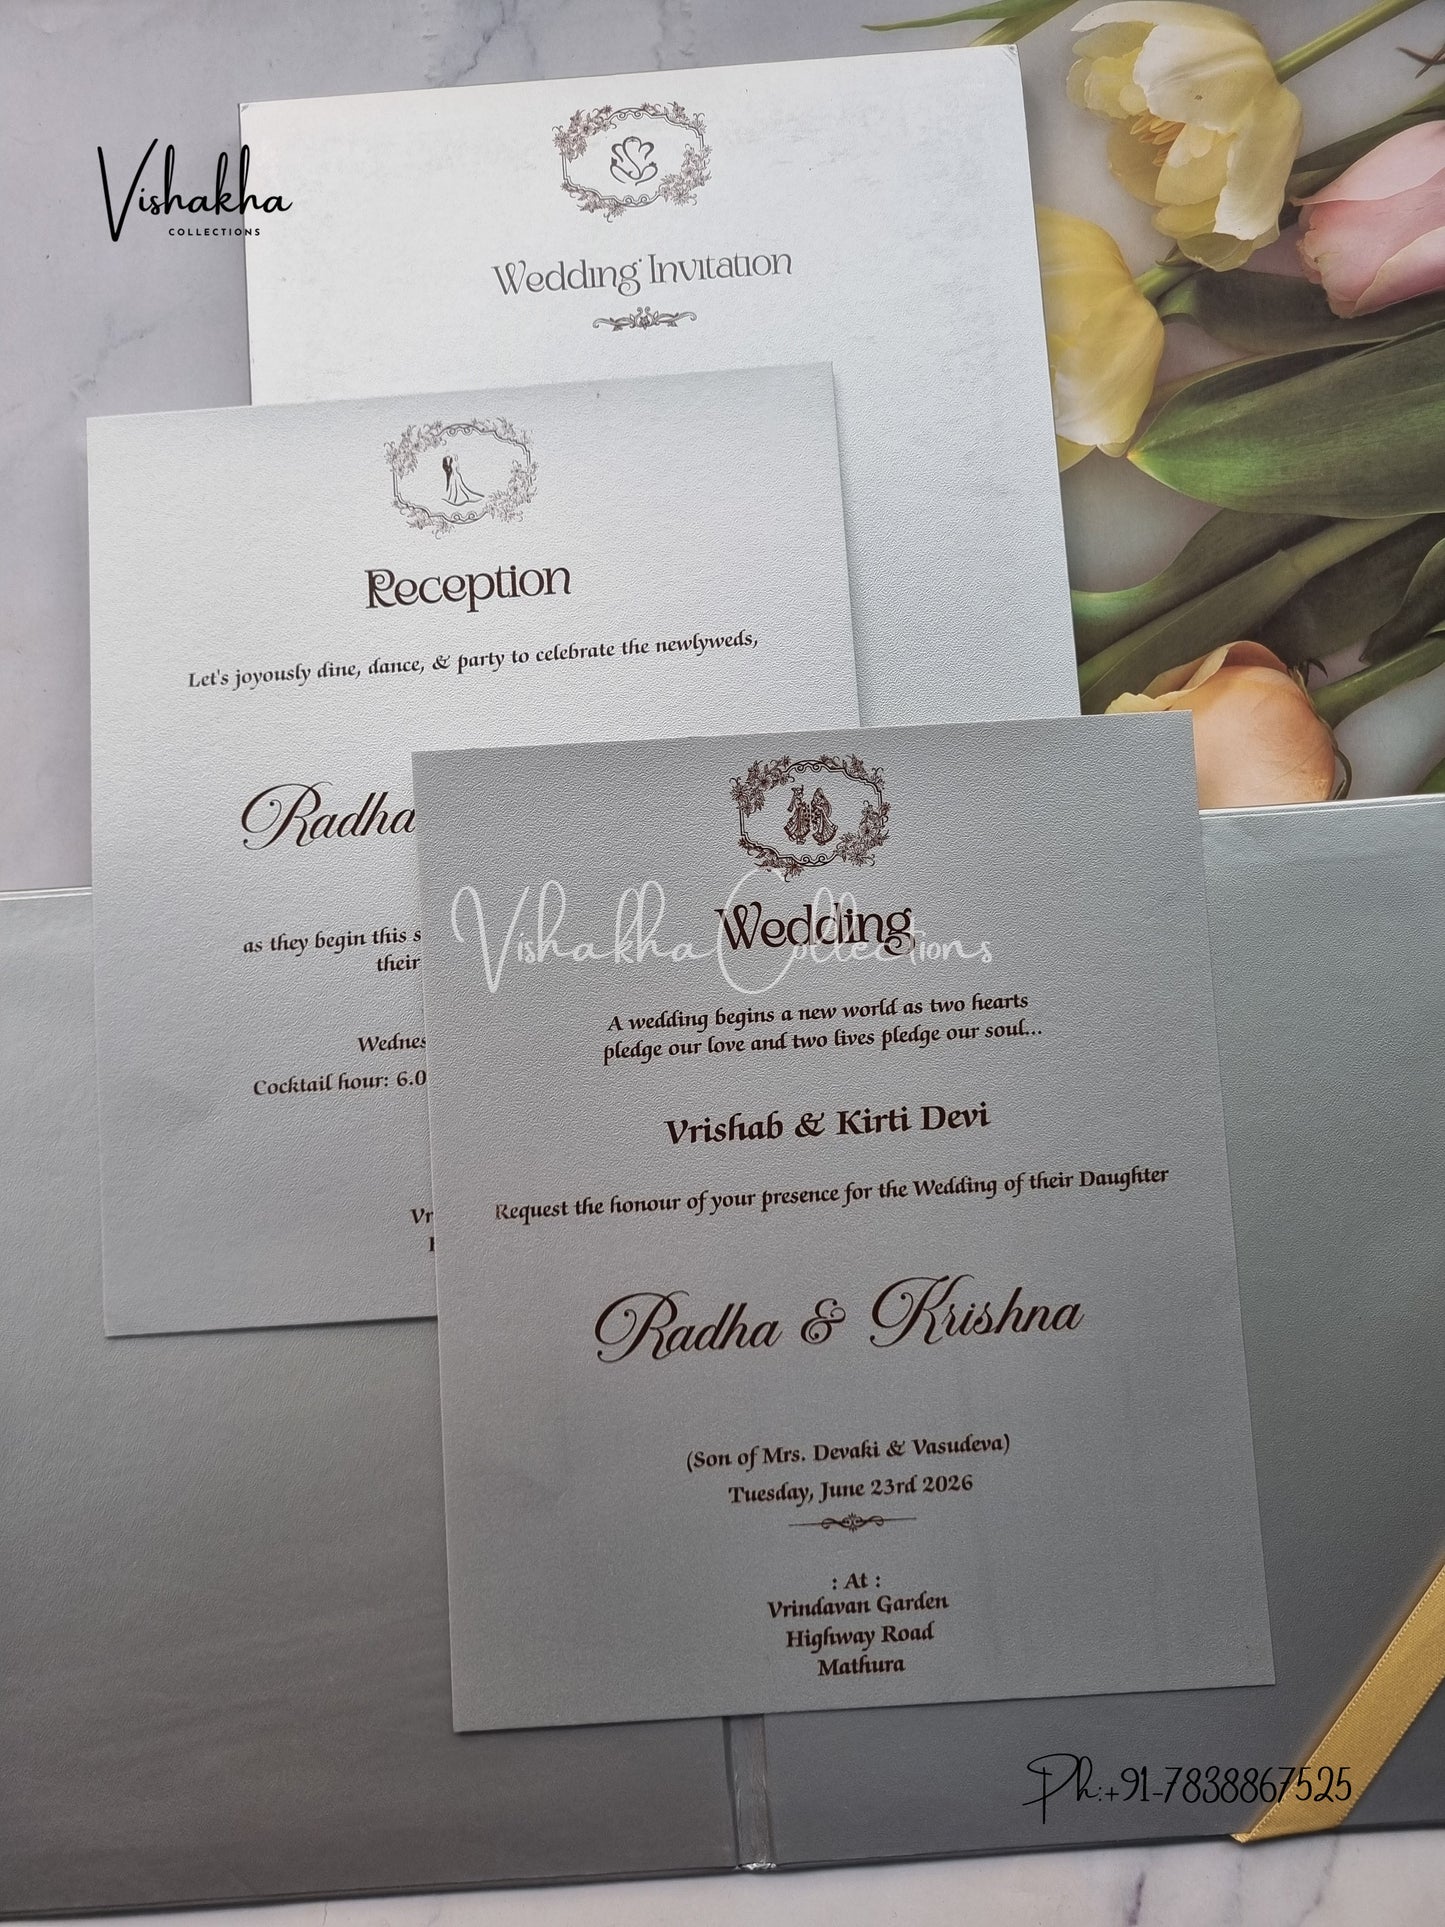 Vishakha
COLLECTIONS
Wedding Invitation
Reception
Let's joyously dine, dance, & party to celebrate the newlyweds,
Radha
as they begin this
their
Cocktail hour: 6.0
Vishakha Collections
Wedding
A wedding begins a new world as two hearts
pledge our love and two lives pledge our soul...
Vrishab & Kirti Devi
Request the honour of your presence for the Wedding of their Daughter
Radha & Krishna
(Son of Mrs. Devaki & Vasudeva)
Tuesday, June 23rd 2026
: At :
Vrindavan Garden
Highway Road
Mathura
Ph:+91-7838867525